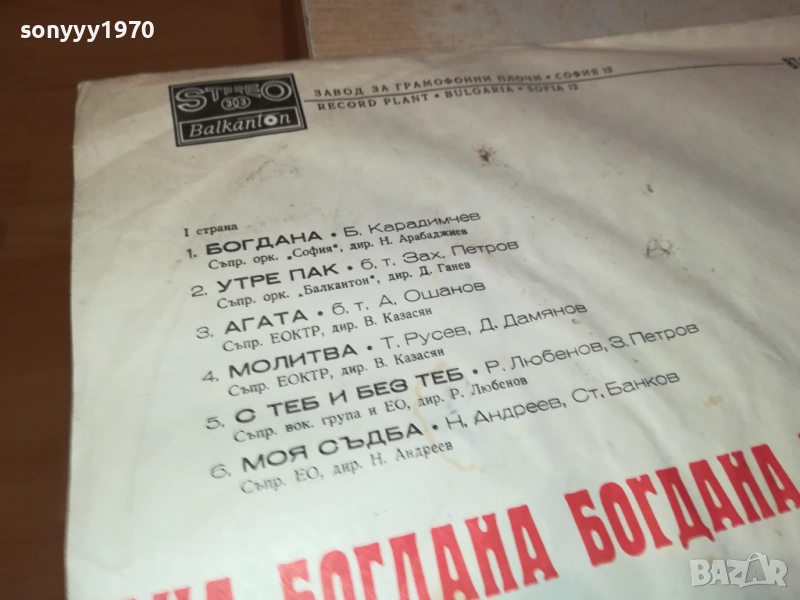 sonyyy1970
STEREO
303
Balkanton
ЗАВОД ЗА ГРАМОФОННИ ПЛОЧИ • СОФИЯ 12
RECORD PLANT • BULGARIA • SOFIA 12
I страна
1. БОГДАНА • Б. Карадимчев
Съпр. орк. „София", дир. Н. Арабаджиев
2. УТРЕ ПАК • б. т. Зах. Петров
Съпр. орк. „Балкантон", дир. Д. Ганев
3. АГАТА • б. т. А. Ошанов
Съпр. ЕОКТР, дир. В. Казасян
4. МОЛИТВА • Т. Русев, Д. Дамянов
Съпр. ЕОКТР, дир. В. Казасян
5. С ТЕБ И БЕЗ ТЕБ • Р. Любенов, З. Петров
Съпр. вок. група и ЕО, дир. Р. Любенов
6. МОЯ СЪДБА • Н. Андреев, Ст. Банков
Съпр. ЕО, дир. Н. Андреев
БОГДАНА БОГДАНА
BAZAR